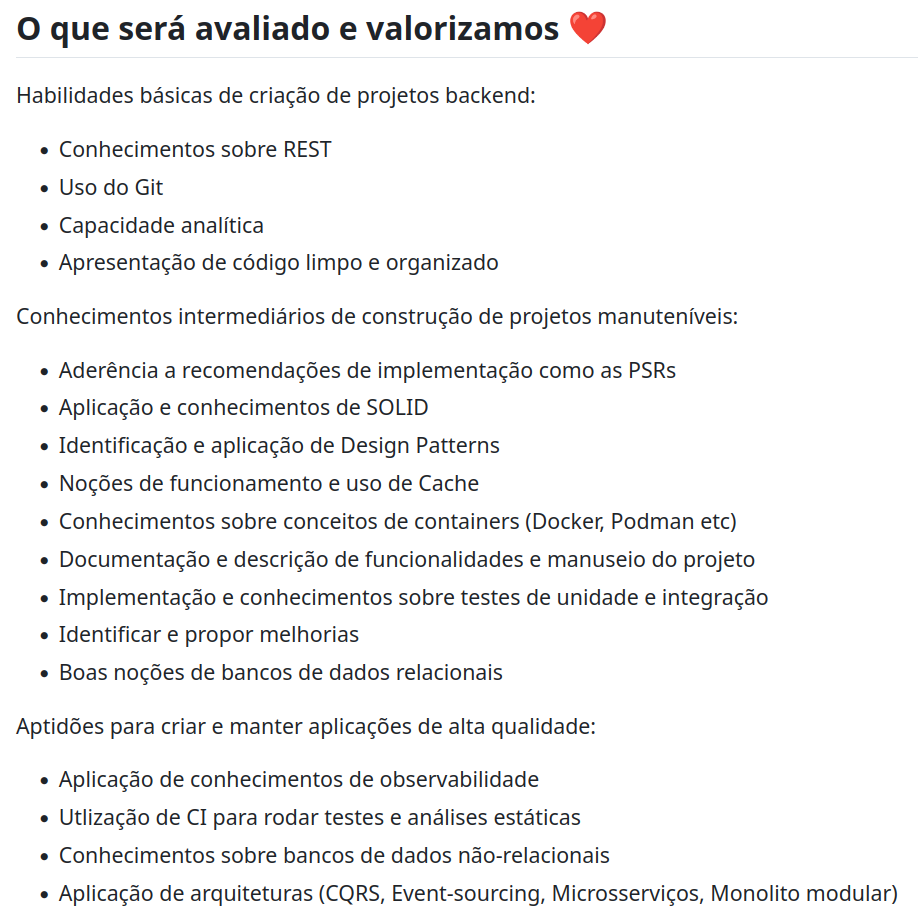 O que será avaliado e valorizamos ❤️
Habilidades básicas de criação de projetos backend:
• Conhecimentos sobre REST
• Uso do Git
• Capacidade analítica
• Apresentação de código limpo e organizado
Conhecimentos intermediários de construção de projetos manuteníveis:
• Aderência a recomendações de implementação como as PSRs
• Aplicação e conhecimentos de SOLID
• Identificação e aplicação de Design Patterns
• Noções de funcionamento e uso de Cache
• Conhecimentos sobre conceitos de containers (Docker, Podman etc)
• Documentação e descrição de funcionalidades e manuseio do projeto
• Implementação e conhecimentos sobre testes de unidade e integração
• Identificar e propor melhorias
• Boas noções de bancos de dados relacionais
Aptidões para criar e manter aplicações de alta qualidade:
• Aplicação de conhecimentos de observabilidade
• Utlização de CI para rodar testes e análises estáticas
• Conhecimentos sobre bancos de dados não-relacionais
• Aplicação de arquiteturas (CQRS, Event-sourcing, Microsserviços, Monolito modular)